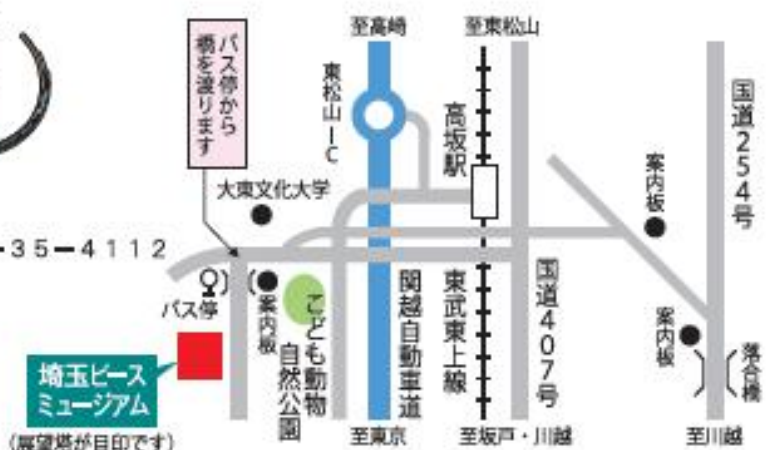 至高崎
至東松山
バス停から
橋を渡ります
東松山IC
高坂駅
国道254号
案内板
大東文化大学
-35-4112
バス停
案内板
こども動物
自然公園
関越自動車道
東武東上線
国道407号
案内板
落合橋
埼玉ピース
ミュージアム
(展望塔が目印です)
至東京
至坂戸・川越
至川越